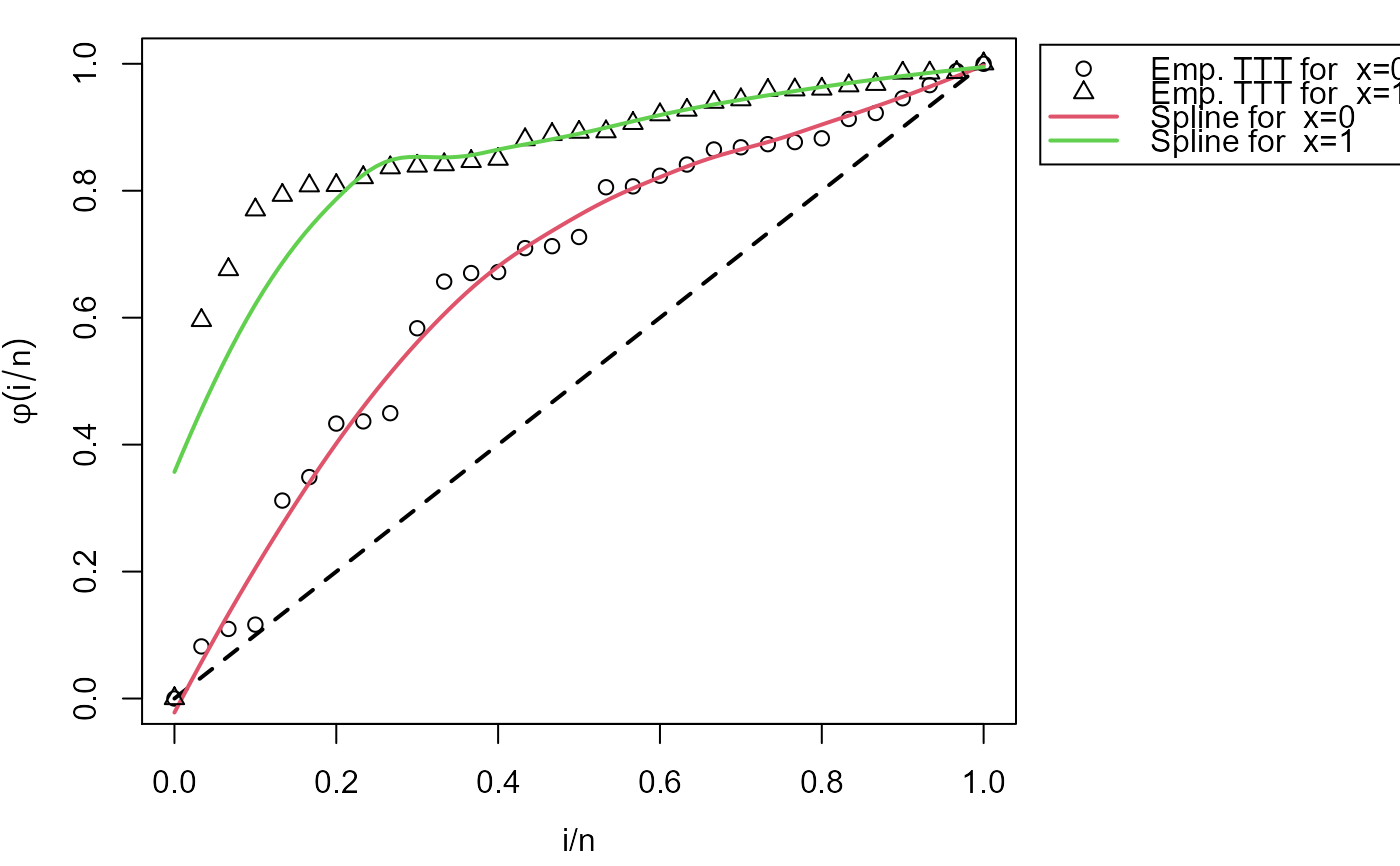 1.0
0.8
0.6
0.4
0.2
0.0
φ(i/n)
0.0 0.2 0.4 0.6 0.8 1.0
i/n
Emp. TTT for x=0
Emp. TTT for x=1
Spline for x=0
Spline for x=1